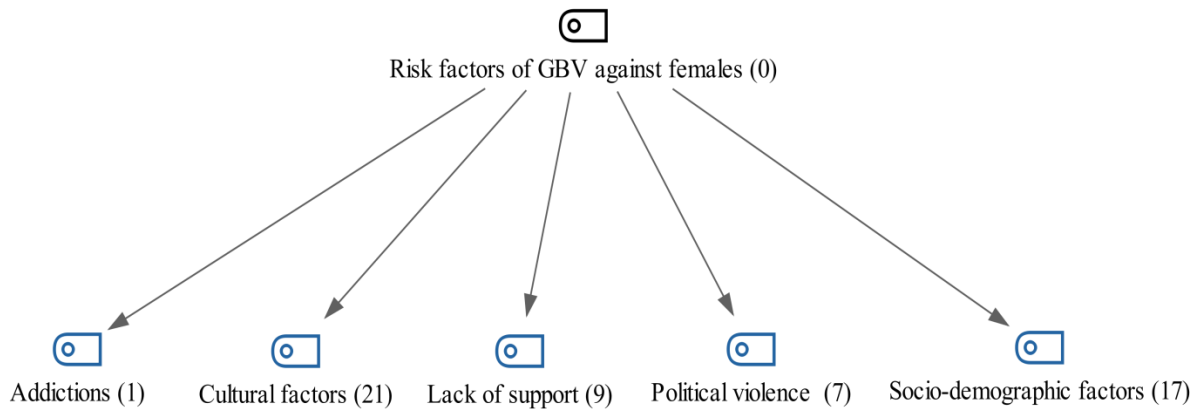 Risk factors of GBV against females (0)
Addictions (1)
Cultural factors (21)
Lack of support (9)
Political violence (7)
Socio-demographic factors (17)